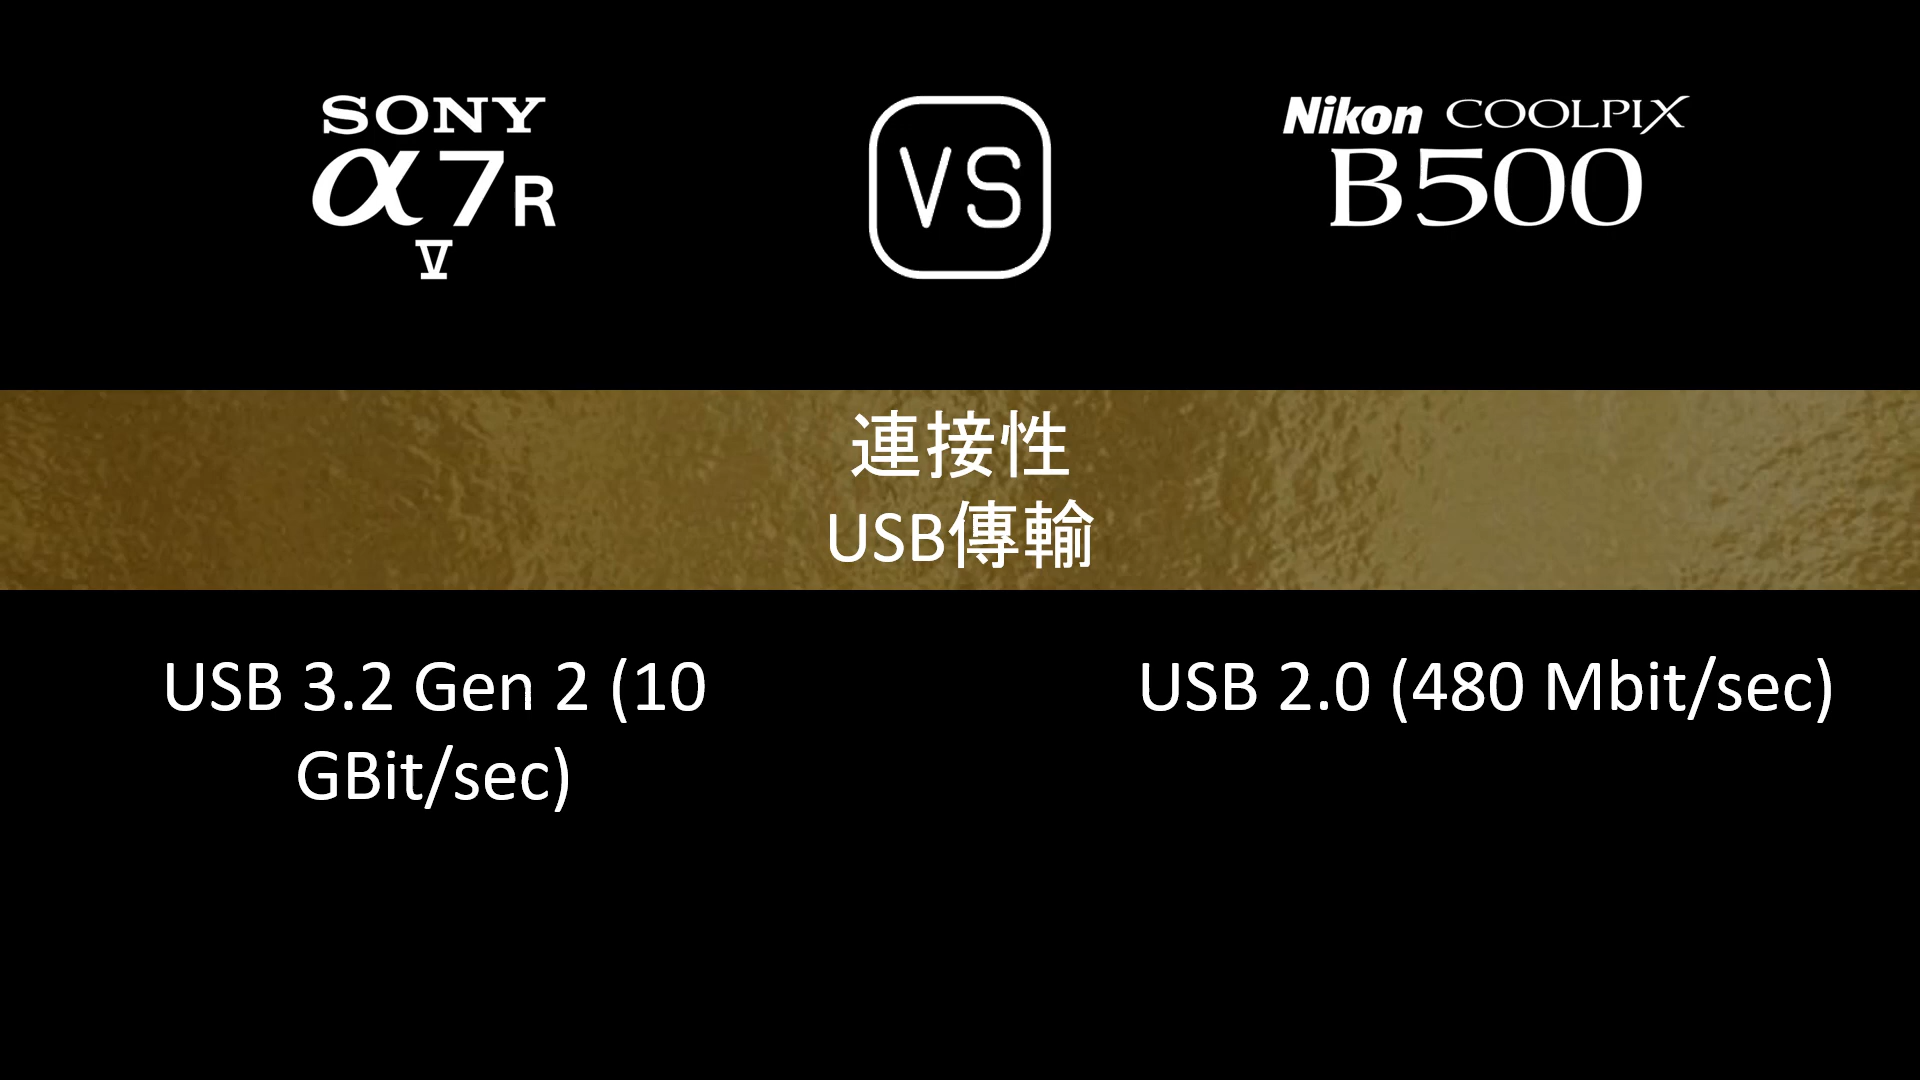 SONY
α7R
V
VS
Nikon COOLPIX
B500
連接性
USB傳輸
USB 3.2 Gen 2 (10
GBit/sec)
USB 2.0 (480 Mbit/sec)